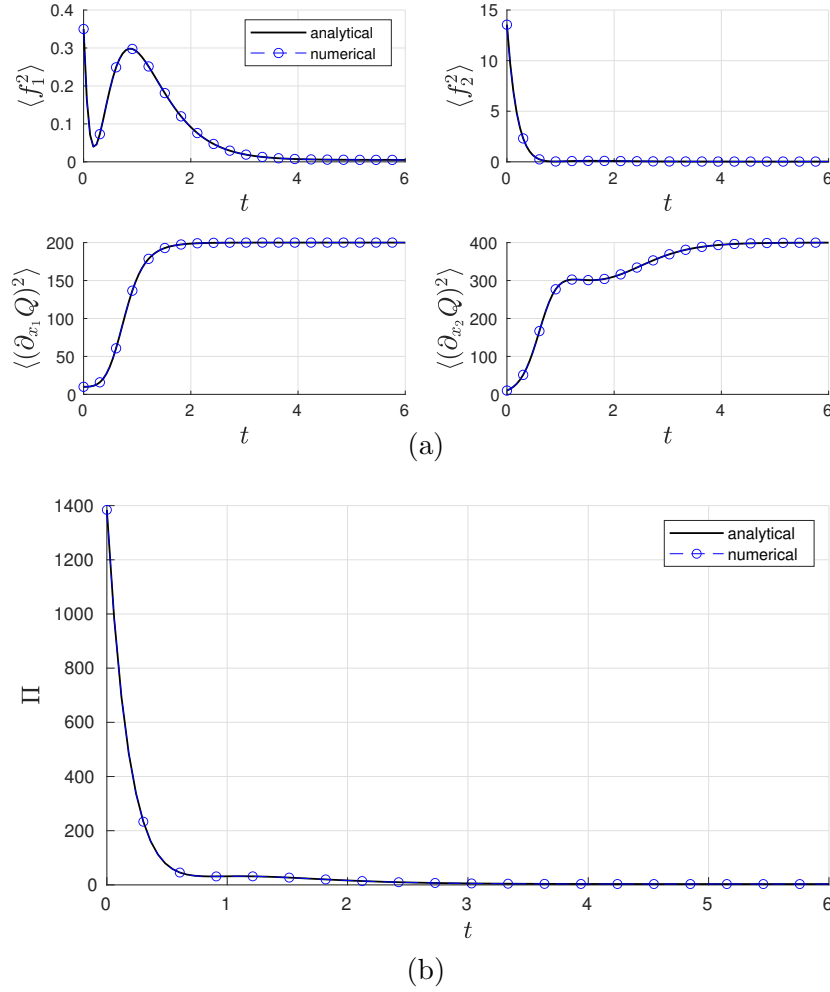 ⟨f₁²⟩
0.4
0.3
0.2
0.1
0
0 2 4 6
t
analytical
numerical
⟨f₂²⟩
15
10
5
0
0 2 4 6
t
⟨(∂ₓ₁Q)²⟩
200
150
100
50
0
0 2 4 6
t
⟨(∂ₓ₂Q)²⟩
400
300
200
100
0
0 2 4 6
t
(a)
Π
1400
1200
1000
800
600
400
200
0
0 1 2 3 4 5 6
t
analytical
numerical
(b)